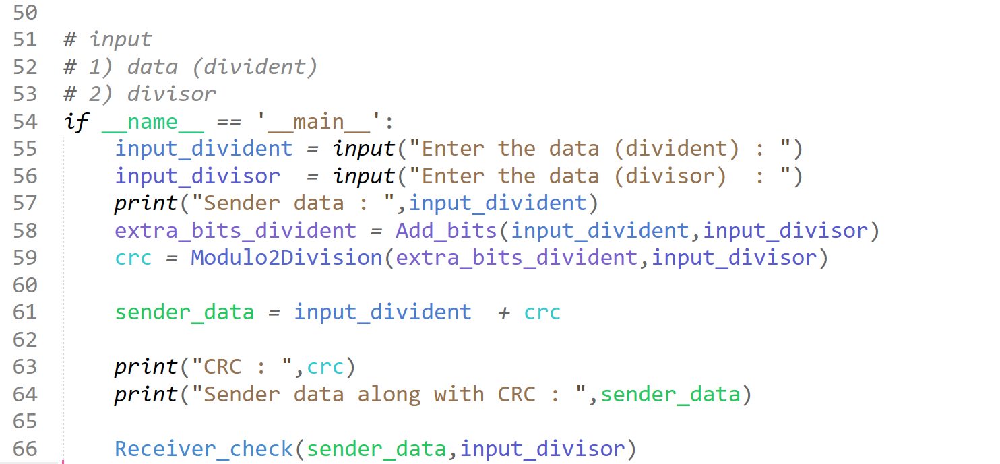 50
51 # input
52 # 1) data (divident)
53 # 2) divisor
54 if __name__ == '__main__':
55     input_divident = input("Enter the data (divident) : ")
56     input_divisor  = input("Enter the data (divisor)  : ")
57     print("Sender data : ",input_divident)
58     extra_bits_divident = Add_bits(input_divident,input_divisor)
59     crc = Modulo2Division(extra_bits_divident,input_divisor)
60
61     sender_data = input_divident  + crc
62
63     print("CRC : ",crc)
64     print("Sender data along with CRC : ",sender_data)
65
66     Receiver_check(sender_data,input_divisor)